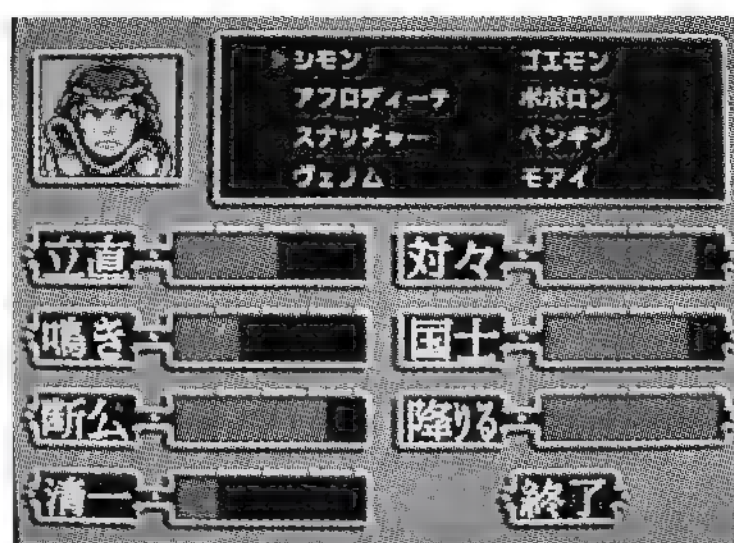 シモン ゴエモン
アフロディーテ ポポロン
スナッチャー ペンギン
ヴェノム モアイ
立直 対々
鳴き 国士
断公 降りる
清一 終了